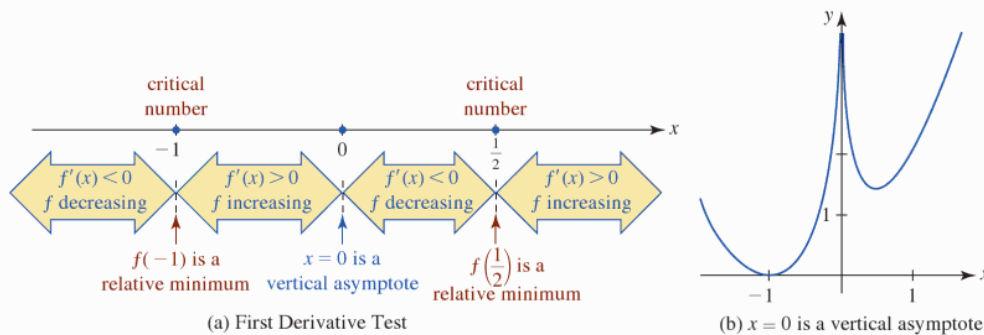 critical number
critical number
x
−1
0
1/2
f′(x) < 0
f decreasing
f′(x) > 0
f increasing
f′(x) < 0
f decreasing
f′(x) > 0
f increasing
f(−1) is a
relative minimum
x = 0 is a
vertical asymptote
f(1/2) is a
relative minimum
(a) First Derivative Test
y
1
−1
1
x
(b) x = 0 is a vertical asymptote